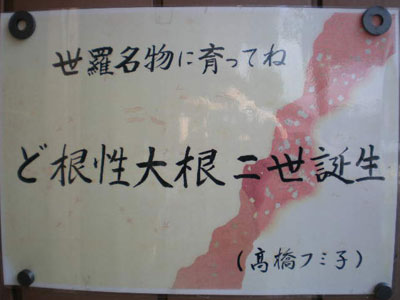 世羅名物に育ってね
ど根性大根二世誕生
(髙橋フミ子)